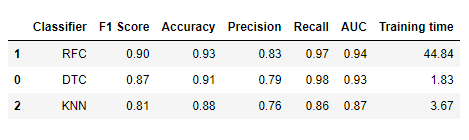 Classifier F1 Score Accuracy Precision Recall AUC Training time
1 RFC 0.90 0.93 0.83 0.97 0.94 44.84
0 DTC 0.87 0.91 0.79 0.98 0.93 1.83
2 KNN 0.81 0.88 0.76 0.86 0.87 3.67